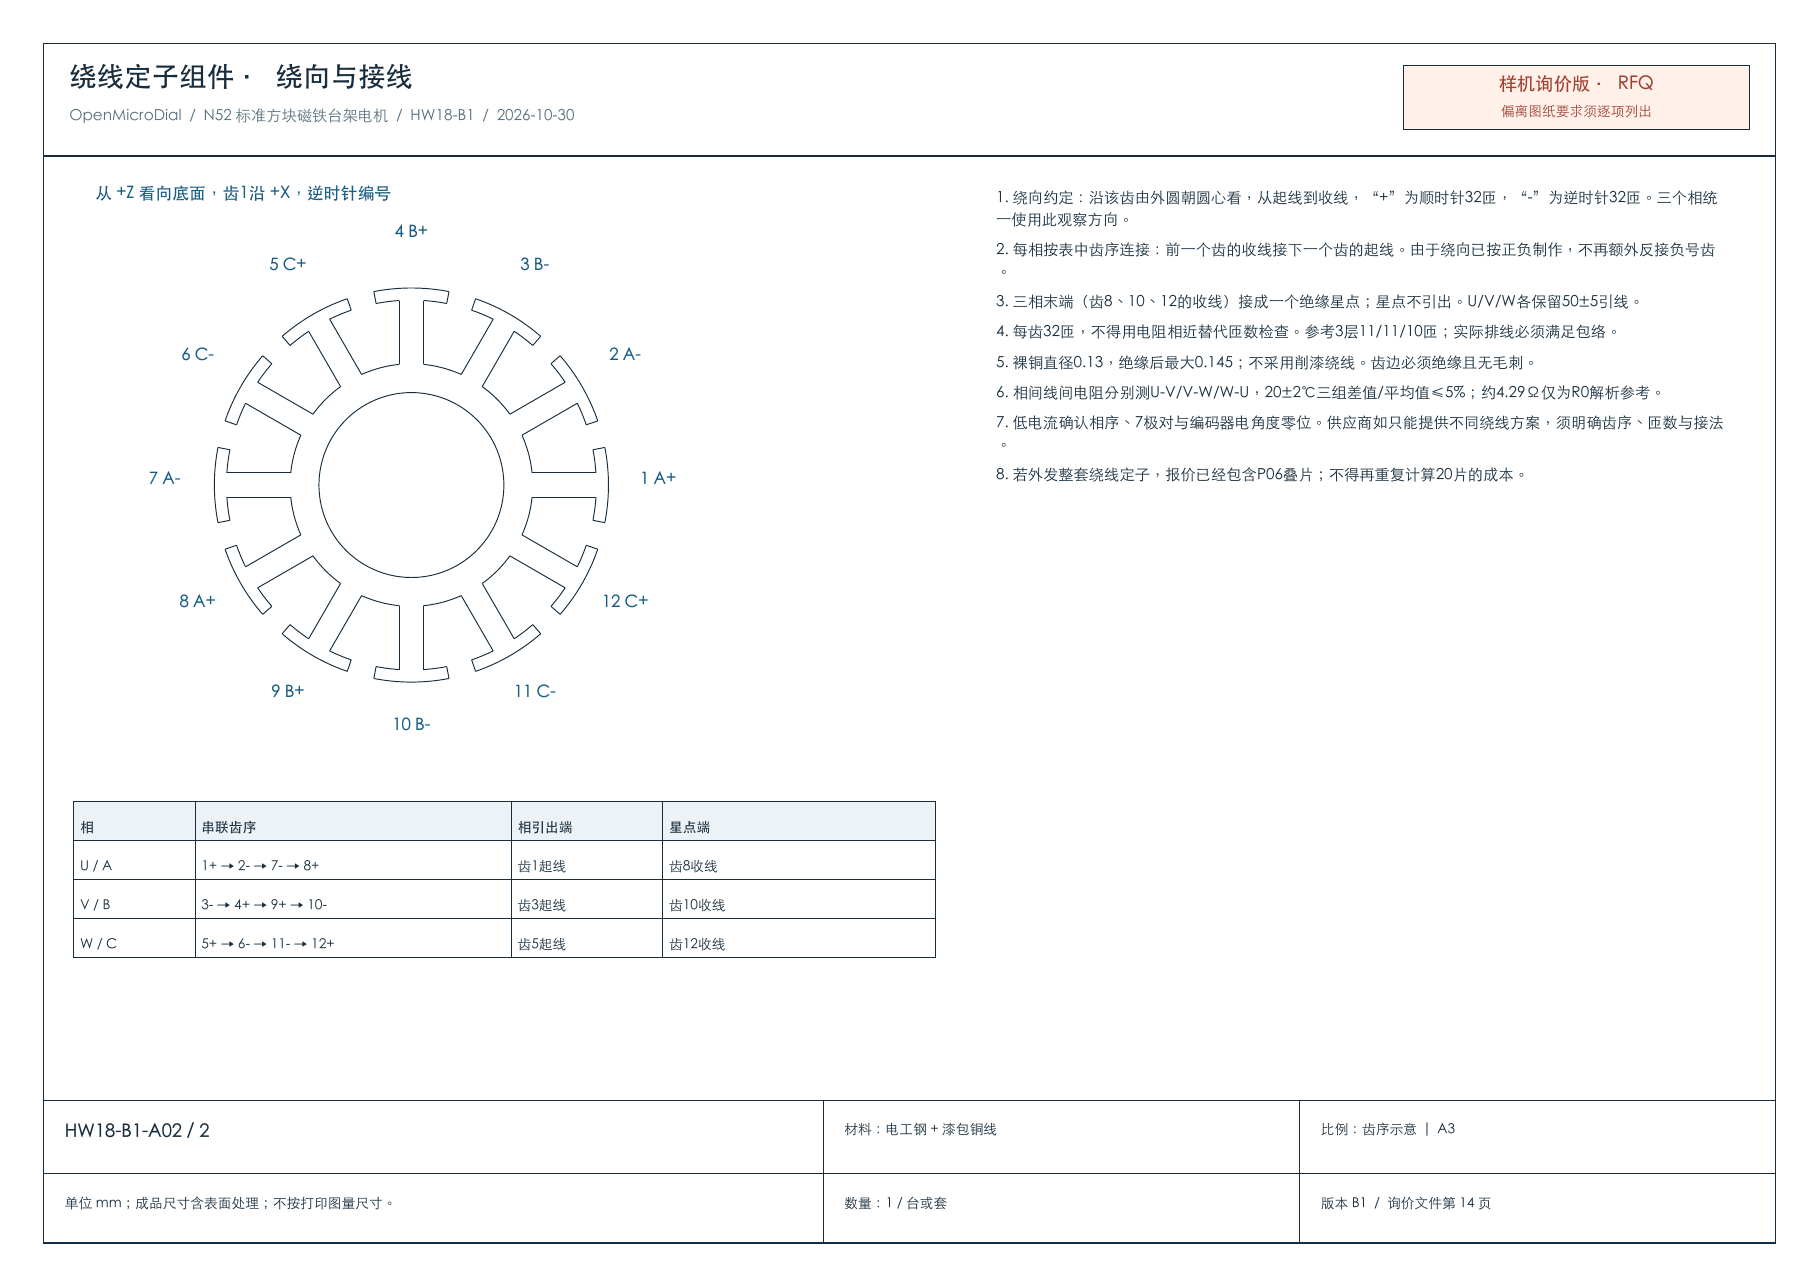 绕线定子组件 · 绕向与接线
OpenMicroDial / N52 标准方块磁铁台架电机 / HW18-B1 / 2026-10-30
样机询价版 · RFQ
偏离图纸要求须逐项列出
从 +Z 看向底面，齿1沿 +X，逆时针编号
4 B+
5 C+
3 B-
6 C-
2 A-
7 A-
1 A+
8 A+
12 C+
9 B+
11 C-
10 B-
1. 绕向约定：沿该齿由外圆朝圆心看，从起线到收线，“+”为顺时针32匝，“-”为逆时针32匝。三个相统
一使用此观察方向。
2. 每相按表中齿序连接：前一个齿的收线接下一个齿的起线。由于绕向已按正负制作，不再额外反接负号齿
。
3. 三相末端（齿8、10、12的收线）接成一个绝缘星点；星点不引出。U/V/W各保留50±5引线。
4. 每齿32匝，不得用电阻相近替代匝数检查。参考3层11/11/10匝；实际排线必须满足包络。
5. 裸铜直径0.13，绝缘后最大0.145；不采用削漆绕线。齿边必须绝缘且无毛刺。
6. 相间线间电阻分别测U-V/V-W/W-U，20±2℃三组差值/平均值≤5%；约4.29Ω仅为R0解析参考。
7. 低电流确认相序、7极对与编码器电角度零位。供应商如只能提供不同绕线方案，须明确齿序、匝数与接法
。
8. 若外发整套绕线定子，报价已经包含P06叠片；不得再重复计算20片的成本。
相 串联齿序 相引出端 星点端
U / A 1+ → 2- → 7- → 8+ 齿1起线 齿8收线
V / B 3- → 4+ → 9+ → 10- 齿3起线 齿10收线
W / C 5+ → 6- → 11- → 12+ 齿5起线 齿12收线
HW18-B1-A02 / 2
材料：电工钢 + 漆包铜线
比例：齿序示意 | A3
单位 mm；成品尺寸含表面处理；不按打印图量尺寸。
数量：1 / 台或套
版本 B1 / 询价文件第 14 页